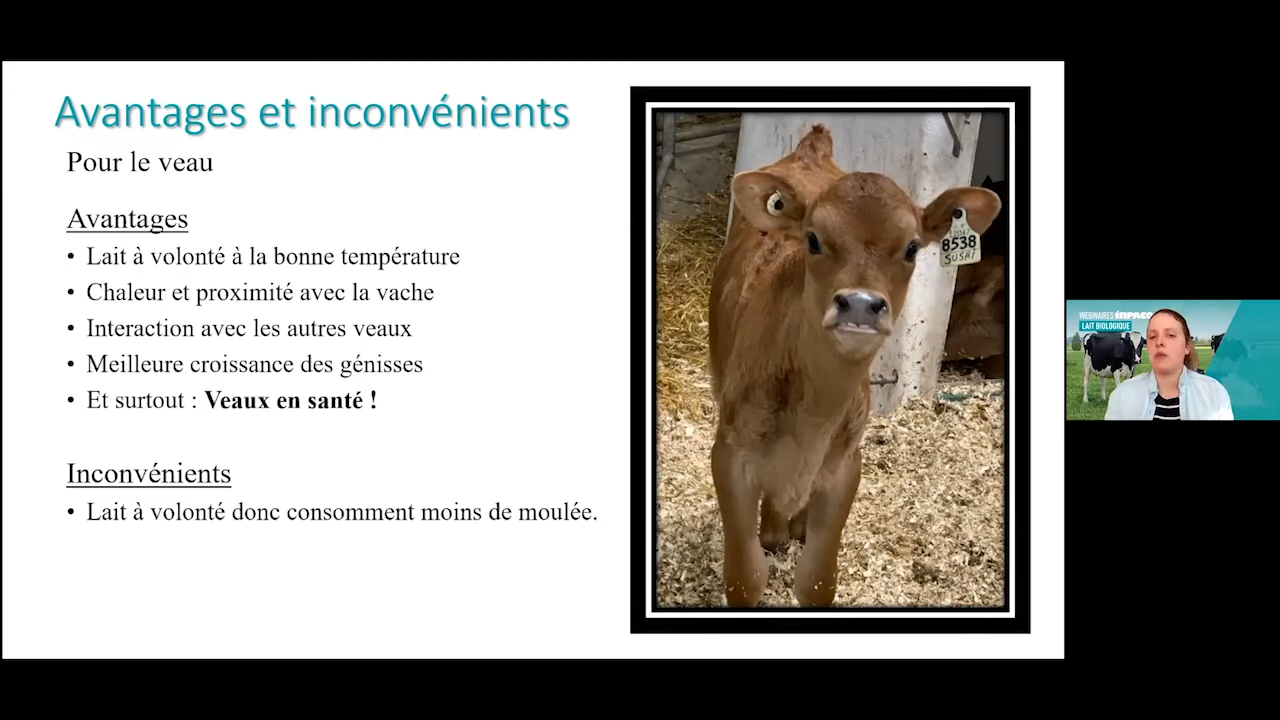 Avantages et inconvénients
Pour le veau
Avantages
• Lait à volonté à la bonne température
• Chaleur et proximité avec la vache
• Interaction avec les autres veaux
• Meilleure croissance des génisses
• Et surtout : Veaux en santé !
Inconvénients
• Lait à volonté donc consomment moins de moulée.
8538
SUSHI
WEBINAIRES INPACQ
LAIT BIOLOGIQUE